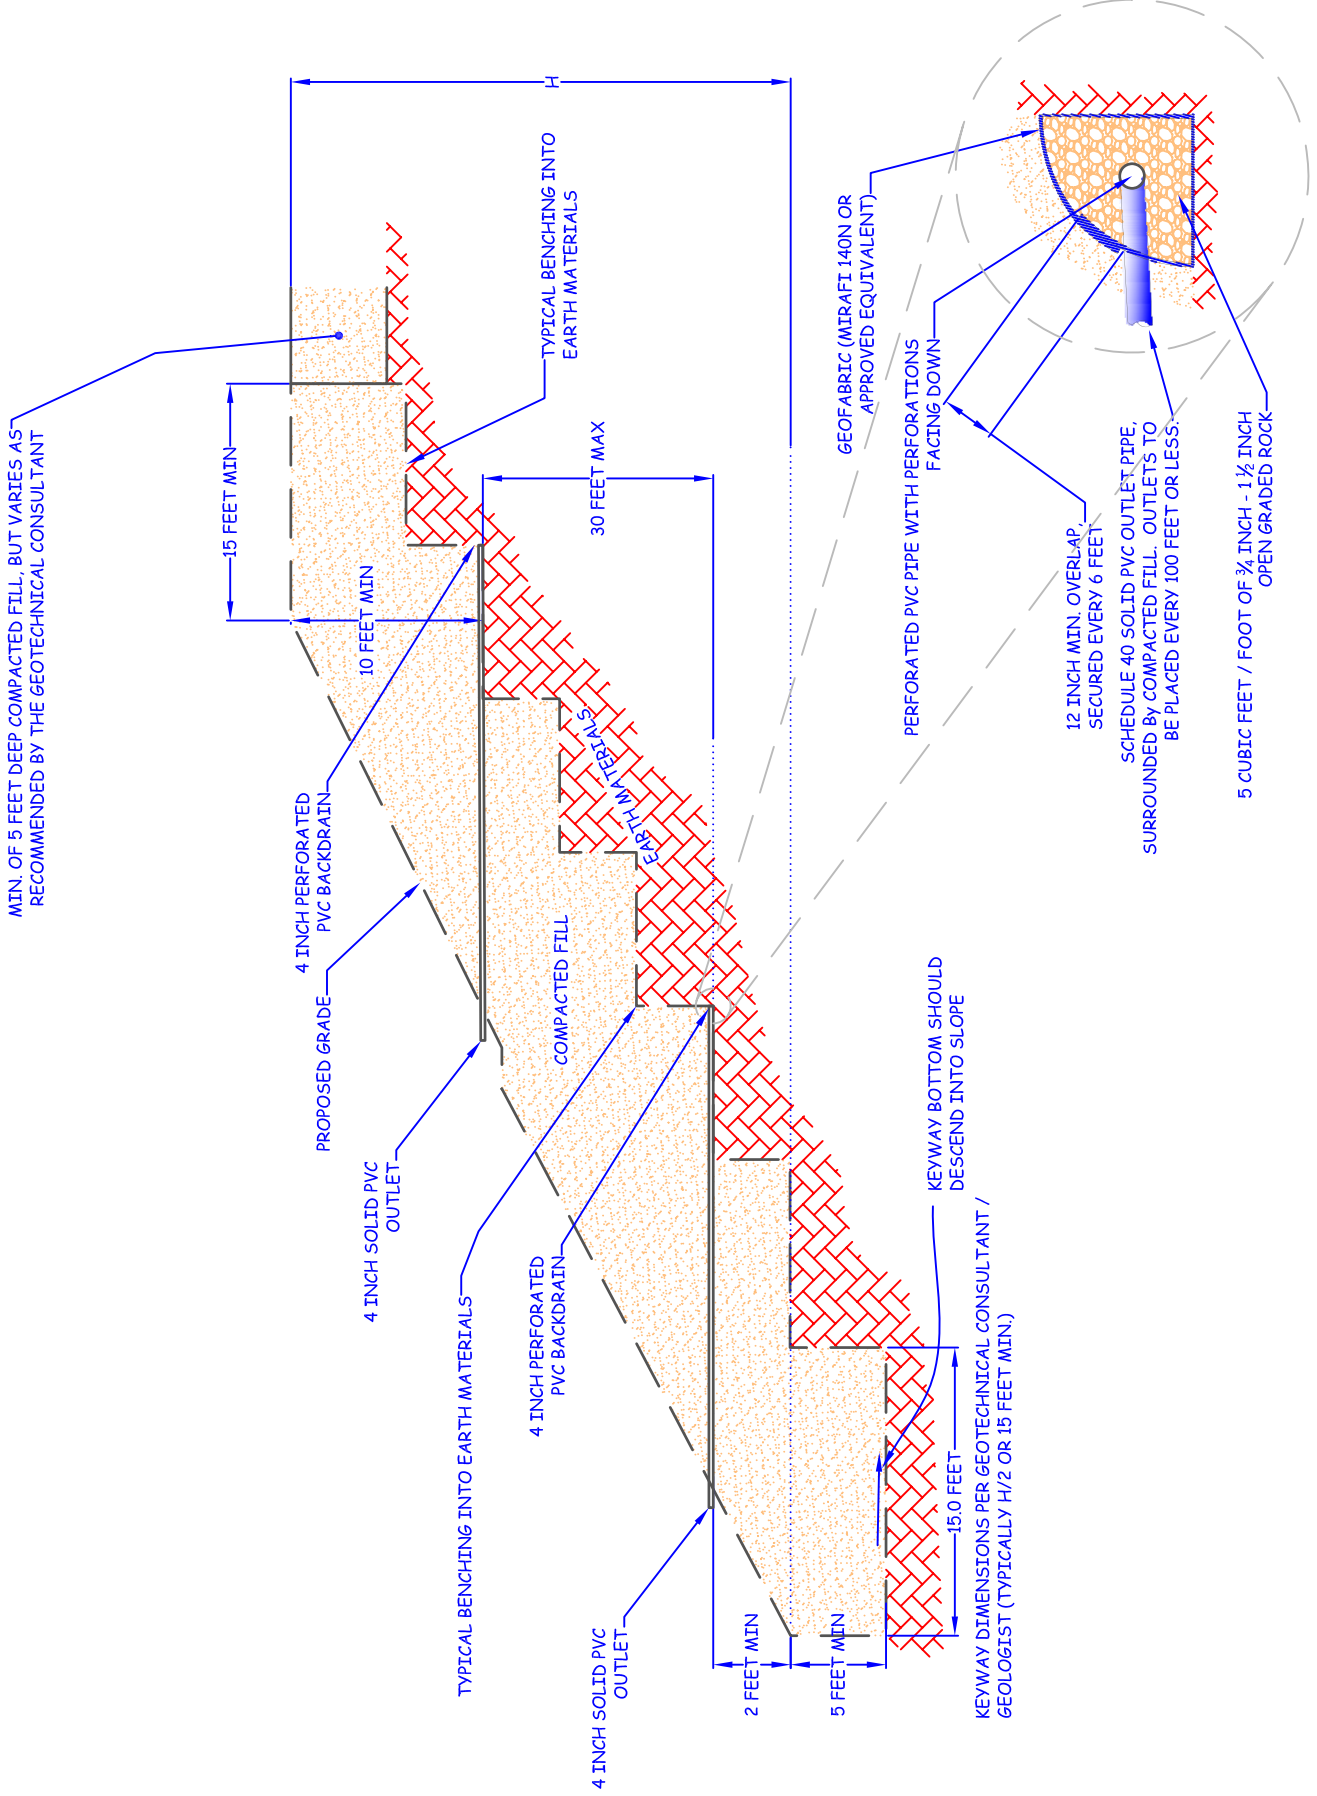 MIN. OF 5 FEET DEEP COMPACTED FILL, BUT VARIES AS
RECOMMENDED BY THE GEOTECHNICAL CONSULTANT
15 FEET MIN
10 FEET MIN
H
TYPICAL BENCHING INTO
EARTH MATERIALS
30 FEET MAX
4 INCH PERFORATED
PVC BACKDRAIN
PROPOSED GRADE
4 INCH SOLID PVC
OUTLET
COMPACTED FILL
EARTH MATERIALS
TYPICAL BENCHING INTO EARTH MATERIALS
4 INCH PERFORATED
PVC BACKDRAIN
4 INCH SOLID PVC
OUTLET
2 FEET MIN
5 FEET MIN
KEYWAY BOTTOM SHOULD
DESCEND INTO SLOPE
15.0 FEET
KEYWAY DIMENSIONS PER GEOTECHNICAL CONSULTANT /
GEOLOGIST (TYPICALLY H/2 OR 15 FEET MIN.)
GEOFABRIC (MIRAFI 140N OR
APPROVED EQUIVALENT)
PERFORATED PVC PIPE WITH PERFORATIONS
FACING DOWN
12 INCH MIN. OVERLAP,
SECURED EVERY 6 FEET
SCHEDULE 40 SOLID PVC OUTLET PIPE,
SURROUNDED By COMPACTED FILL. OUTLETS TO
BE PLACED EVERY 100 FEET OR LESS.
5 CUBIC FEET / FOOT OF ¾ INCH - 1 ½ INCH
OPEN GRADED ROCK